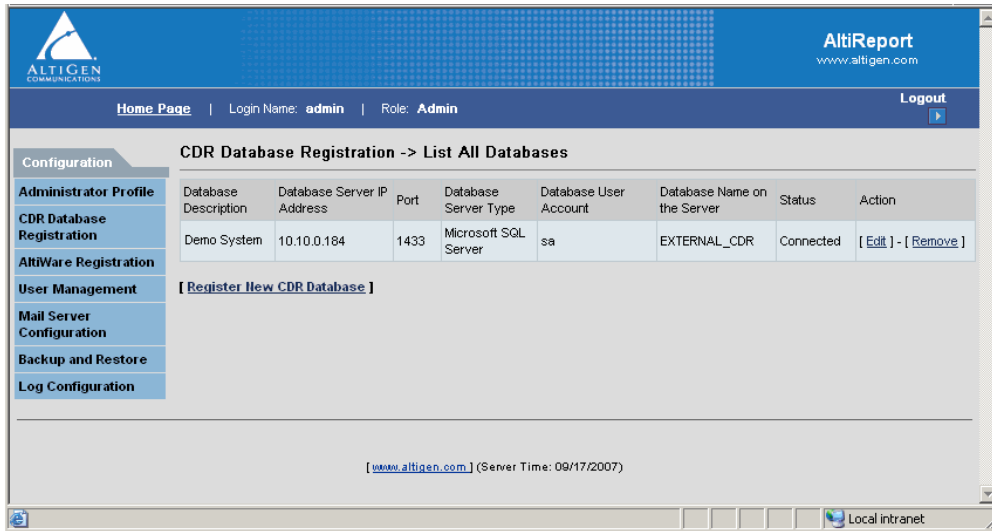 ALTIGEN
COMMUNICATIONS
AltiReport
www.altigen.com
Home Page | Login Name: admin | Role: Admin
Logout
Configuration
Administrator Profile
CDR Database
Registration
AltiWare Registration
User Management
Mail Server
Configuration
Backup and Restore
Log Configuration
CDR Database Registration -> List All Databases
Database Description | Database Server IP Address | Port | Database Server Type | Database User Account | Database Name on the Server | Status | Action
Demo System | 10.10.0.184 | 1433 | Microsoft SQL Server | sa | EXTERNAL_CDR | Connected | [ Edit ] - [ Remove ]
[ Register New CDR Database ]
[ www.altigen.com ] (Server Time: 09/17/2007)
Local intranet